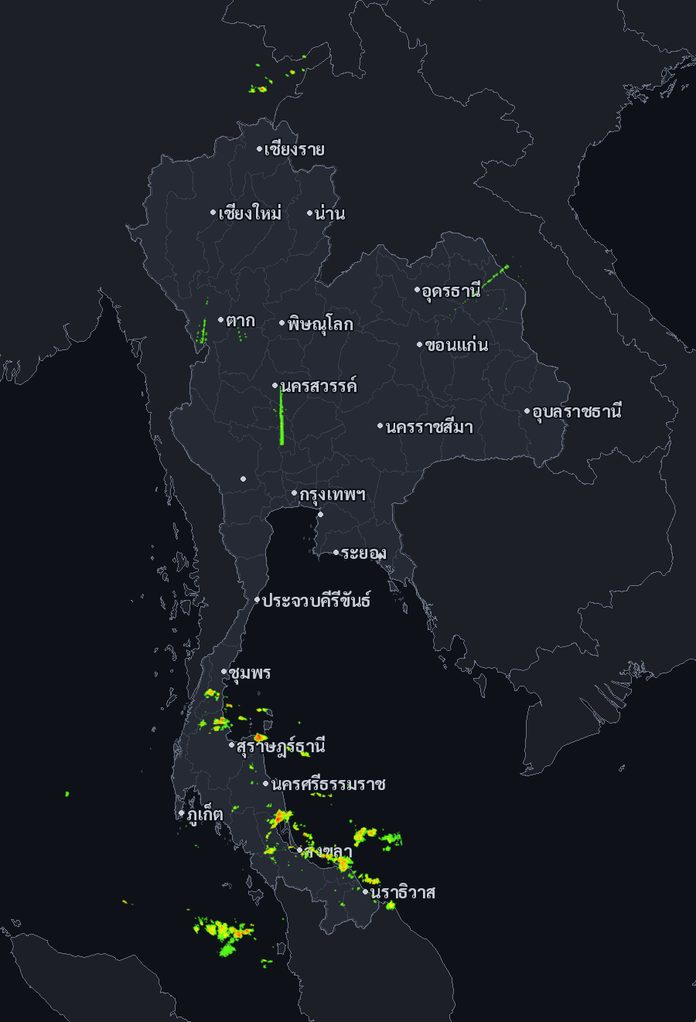 เชียงราย
เชียงใหม่
น่าน
อุดรธานี
ตาก
พิษณุโลก
ขอนแก่น
นครสวรรค์
อุบลราชธานี
นครราชสีมา
กรุงเทพฯ
ระยอง
ประจวบคีรีขันธ์
ชุมพร
สุราษฎร์ธานี
นครศรีธรรมราช
ภูเก็ต
สงขลา
นราธิวาส